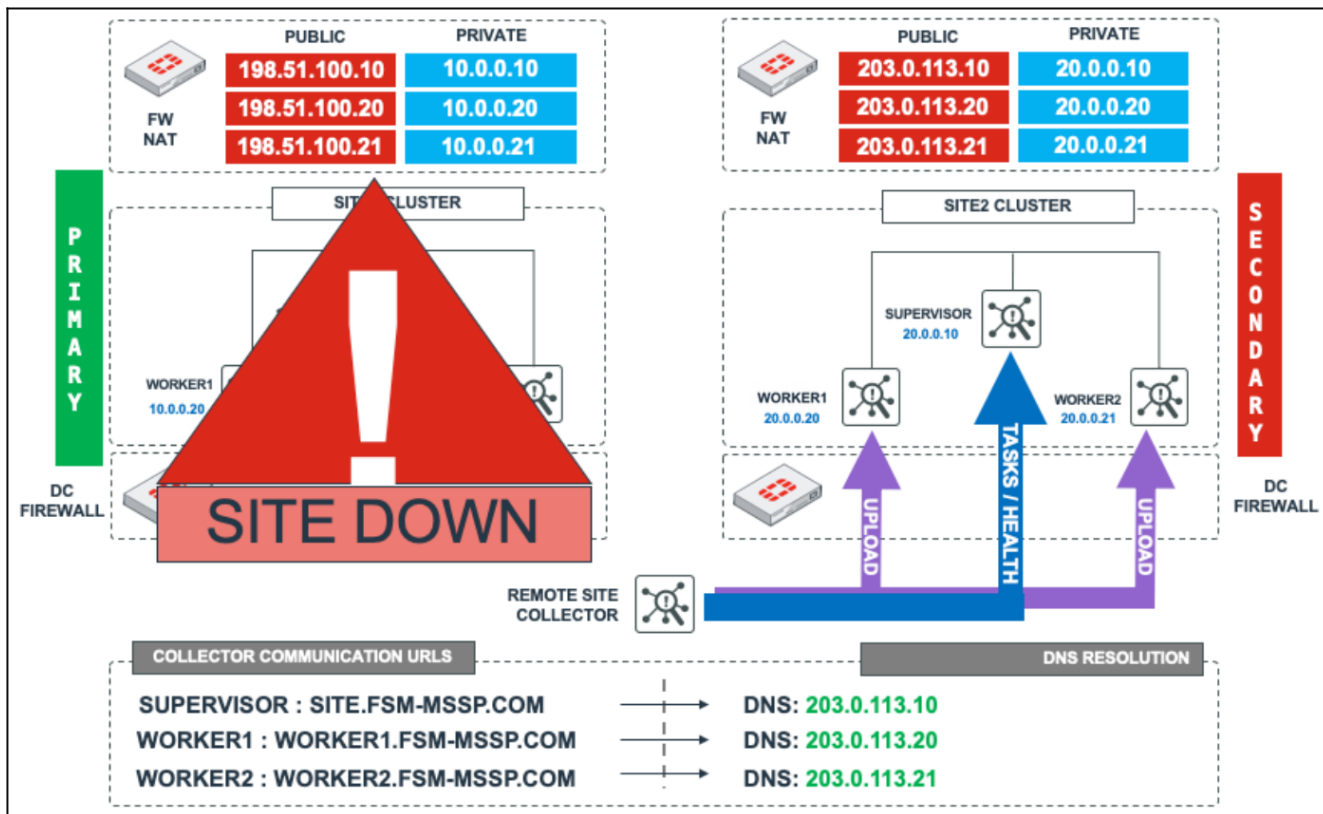 PUBLIC PRIVATE
198.51.100.10 10.0.0.10
198.51.100.20 10.0.0.20
198.51.100.21 10.0.0.21
FW
NAT
PUBLIC PRIVATE
203.0.113.10 20.0.0.10
203.0.113.20 20.0.0.20
203.0.113.21 20.0.0.21
FW
NAT
PRIMARY
CLUSTER
WORKER1
10.0.0.20
DC
FIREWALL
!
SITE DOWN
SITE2 CLUSTER
SUPERVISOR
20.0.0.10
WORKER1
20.0.0.20
WORKER2
20.0.0.21
UPLOAD
TASKS / HEALTH
UPLOAD
SECONDARY
DC
FIREWALL
REMOTE SITE
COLLECTOR
COLLECTOR COMMUNICATION URLS DNS RESOLUTION
SUPERVISOR : SITE.FSM-MSSP.COM DNS: 203.0.113.10
WORKER1 : WORKER1.FSM-MSSP.COM DNS: 203.0.113.20
WORKER2 : WORKER2.FSM-MSSP.COM DNS: 203.0.113.21